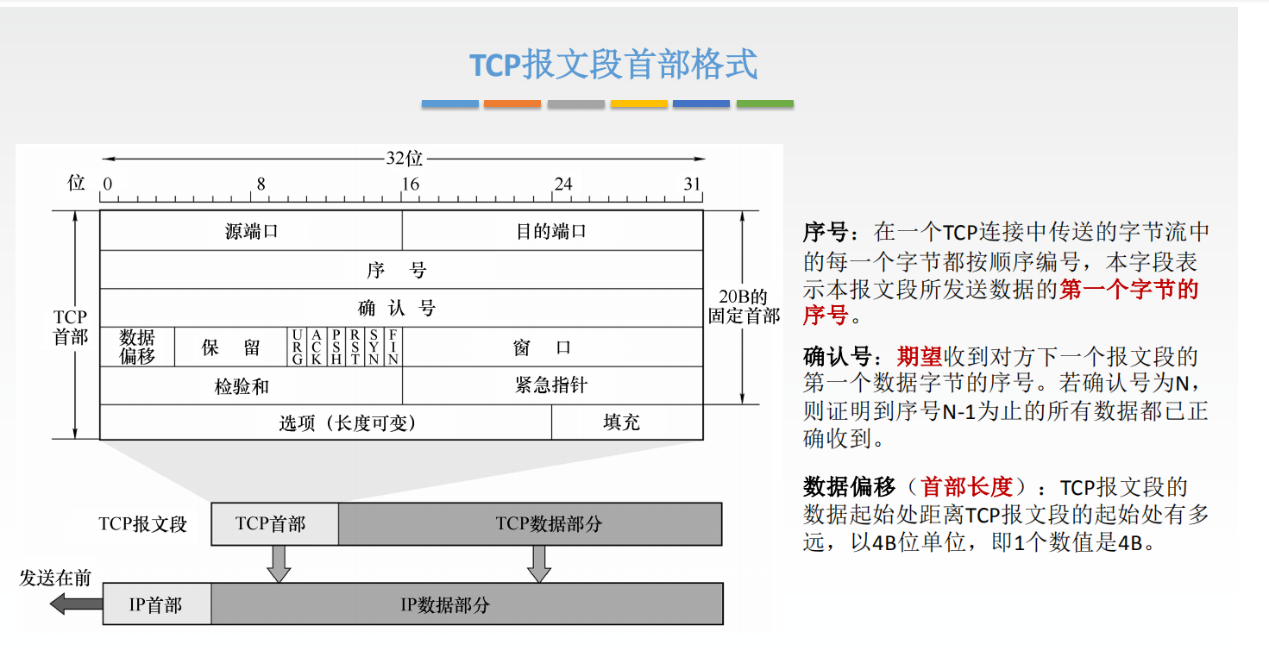 TCP报文段首部格式
32位
位 0 8 16 24 31
源端口 目的端口
序 号
确 认 号
TCP
首部
20B的
固定首部
数据
偏移
保 留
URG ACK PSH RST SYN FIN
窗 口
检验和 紧急指针
选项（长度可变） 填充
TCP报文段 TCP首部 TCP数据部分
发送在前
IP首部 IP数据部分
序号：在一个TCP连接中传送的字节流中
的每一个字节都按顺序编号，本字段表
示本报文段所发送数据的第一个字节的
序号。
确认号：期望收到对方下一个报文段的
第一个数据字节的序号。若确认号为N，
则证明到序号N-1为止的所有数据都已正
确收到。
数据偏移（首部长度）：TCP报文段的
数据起始处距离TCP报文段的起始处有多
远，以4B位单位，即1个数值是4B。